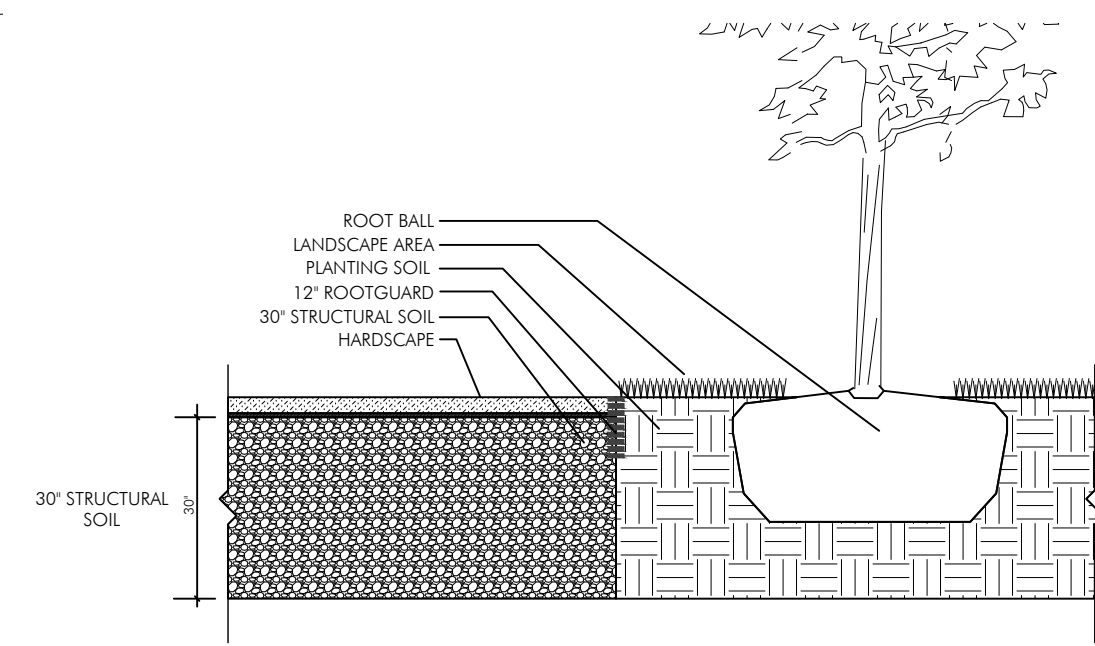 ROOT BALL
LANDSCAPE AREA
PLANTING SOIL
12" ROOTGUARD
30" STRUCTURAL SOIL
HARDSCAPE
30" STRUCTURAL
SOIL
30"